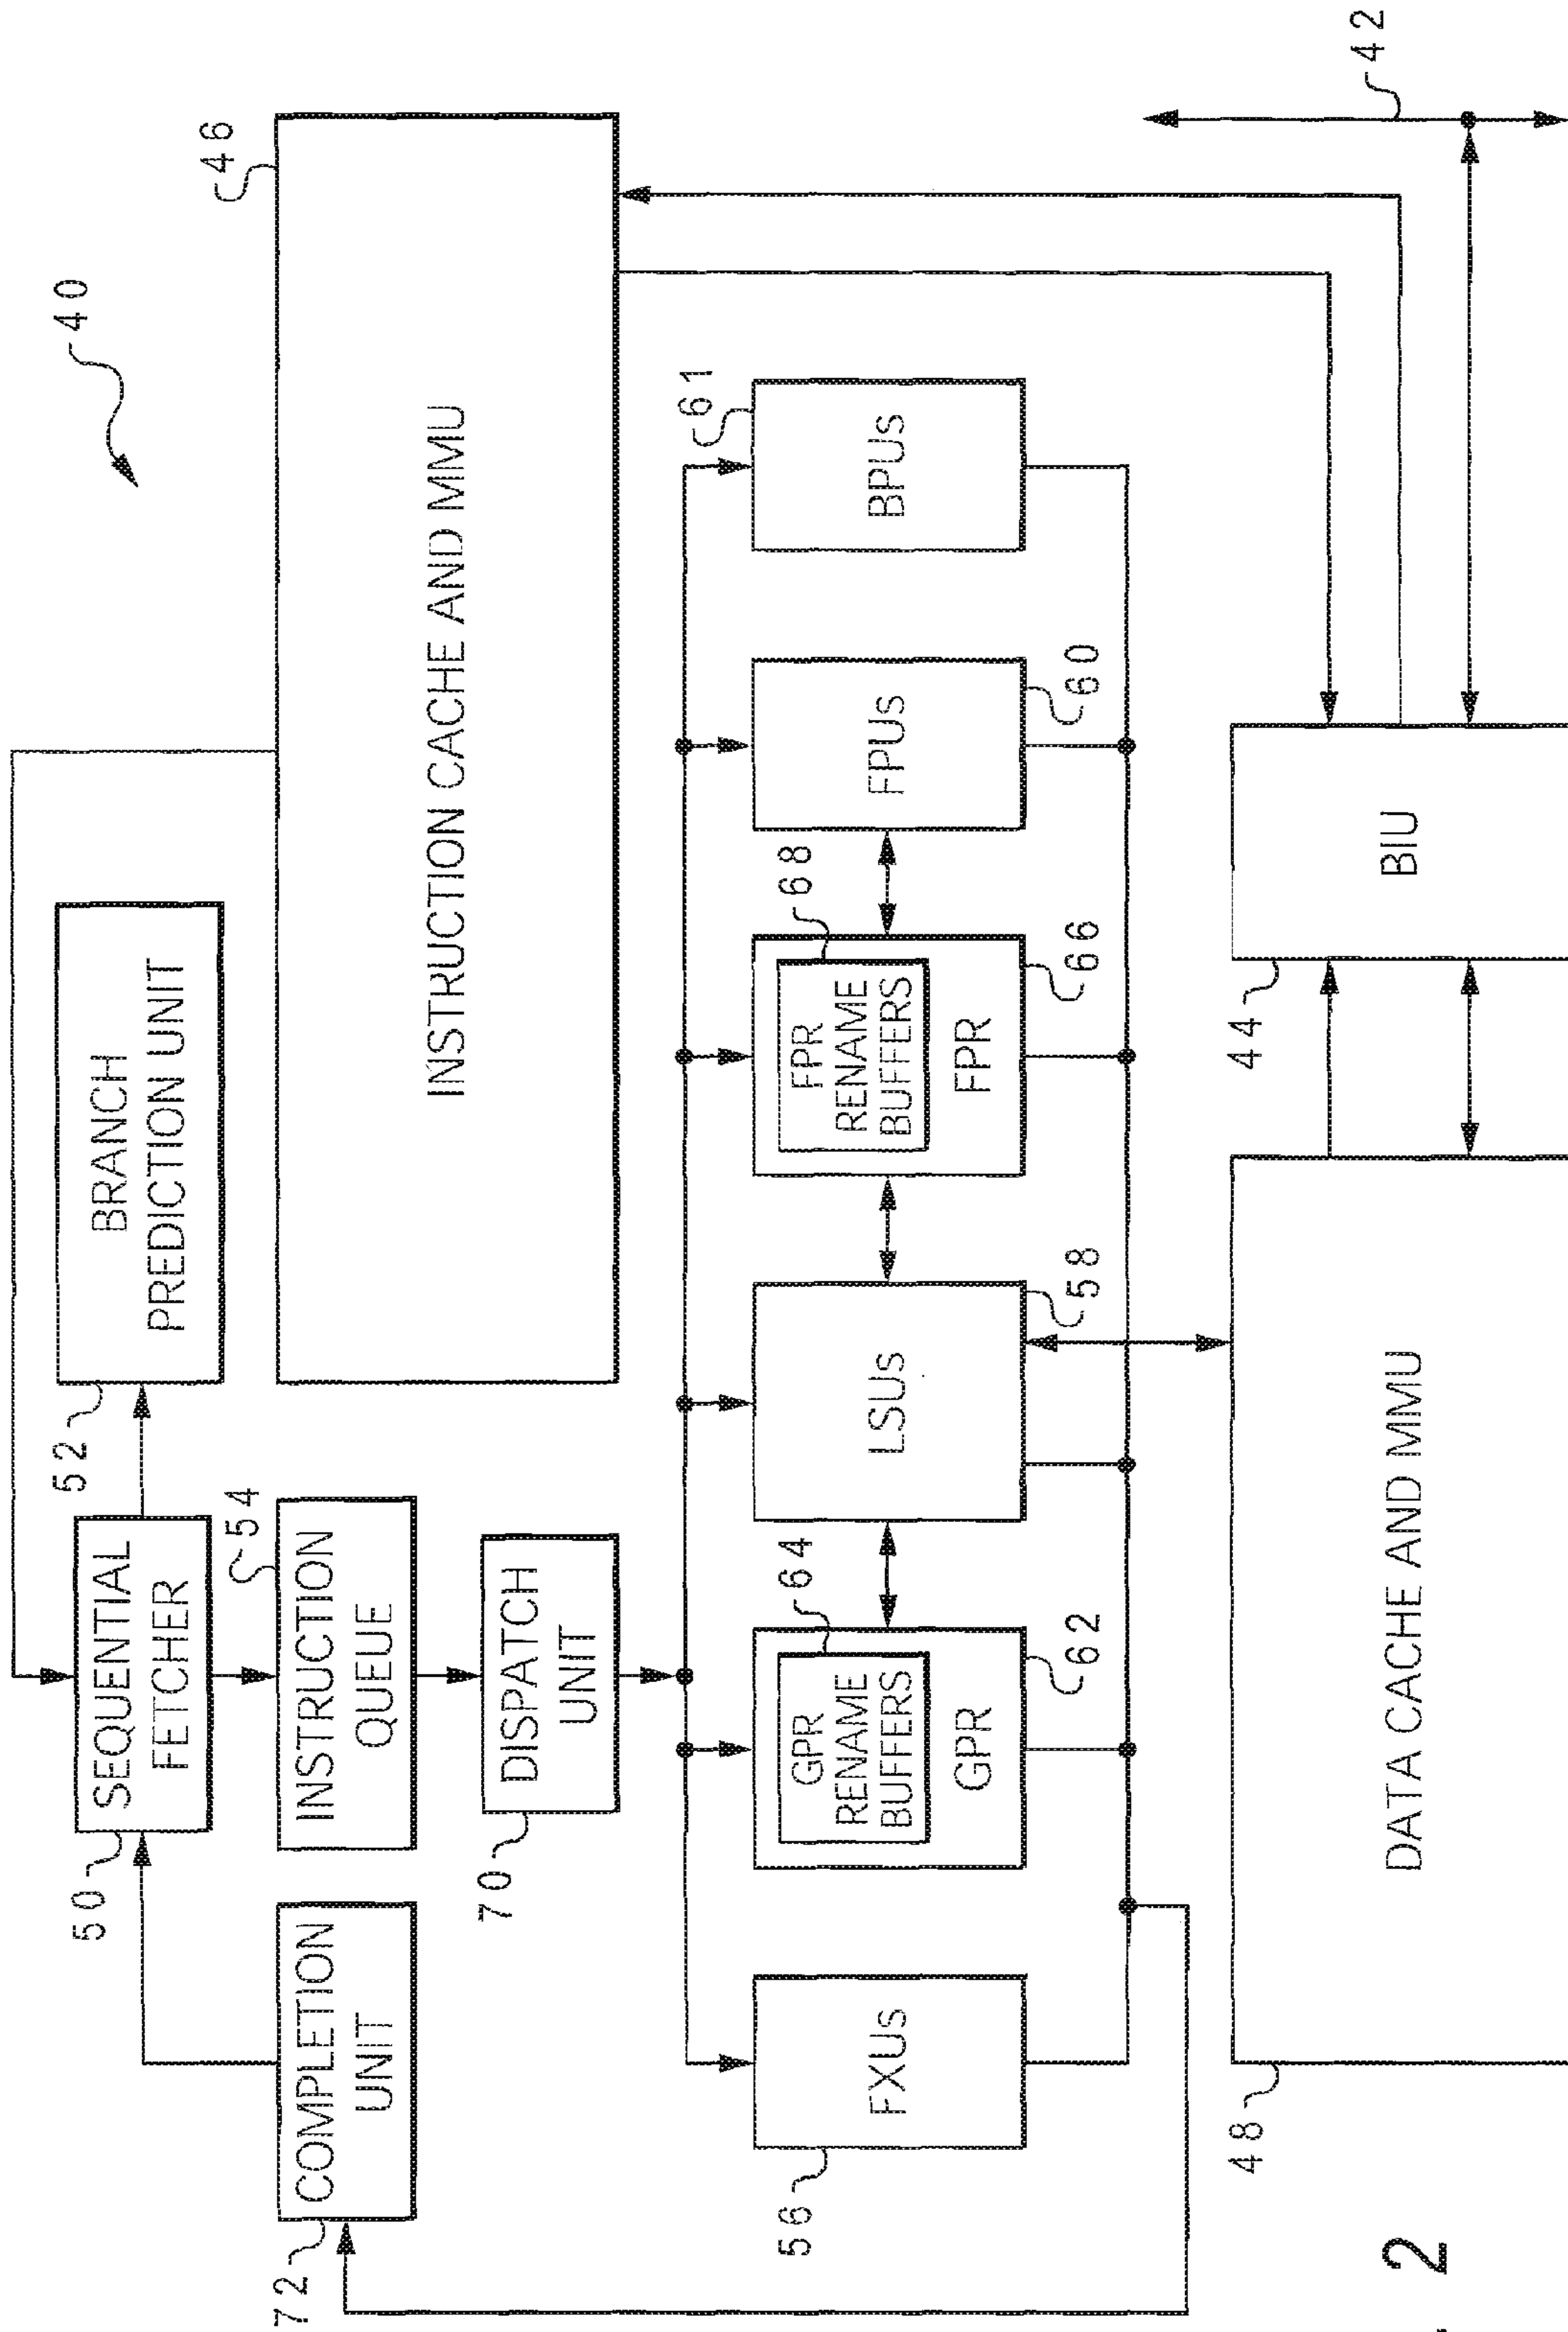 40
50
SEQUENTIAL
FETCHER
52
BRANCH
PREDICTION UNIT
72
COMPLETION
UNIT
54
INSTRUCTION
QUEUE
46
INSTRUCTION CACHE AND MMU
70
DISPATCH
UNIT
56
FXUs
64
GPR
RENAME
BUFFERS
GPR
62
LSUs
58
68
FPR
RENAME
BUFFERS
FPR
66
FPUs
60
61
BPUs
48
DATA CACHE AND MMU
44
BIU
42
2